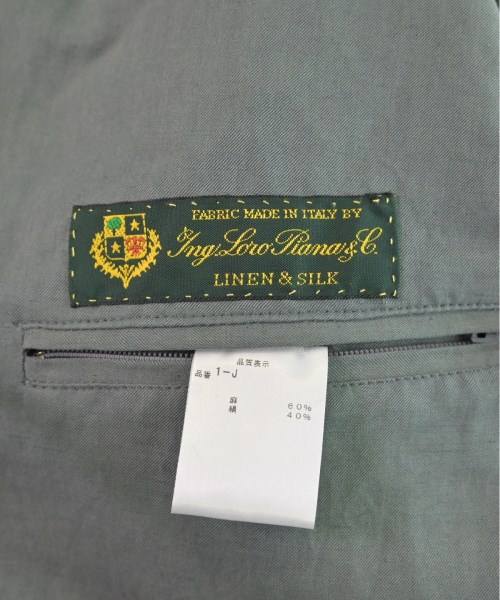 FABRIC MADE IN ITALY BY
Ing. Loro Piana & C.
LINEN & SILK
品質表示
品番 1-J
麻 60%
絹 40%